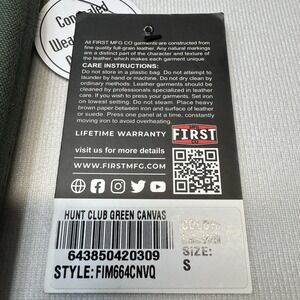 Concealed
Wea
All FIRST MFG CO garments are constructed from
fine quality full-grain leather. Any natural markings
are a distinct part of the character and texture of
the leather, which makes each garment unique.
CARE INSTRUCTIONS:
Do not store in a plastic bag. Do not attempt to
launder by hand or machine. Do not bleach. Do
ordinary dry cleaning methods. Leather garments should be
cleaned by professionals specialized in leather
care. If you wish to press your garments. Set iron
on lowest setting. Do not steam. Place heavy
brown paper between iron and surface of leather
or suede. Press one panel at a time, constantly
moving iron to avoid overheating.
LIFETIME WARRANTY
FIRST
visit us for more details
WWW.FIRSTMFG.COM
HUNT CLUB GREEN CANVAS
643850420309
STYLE: FIM664CNVQ
SIZE:
S